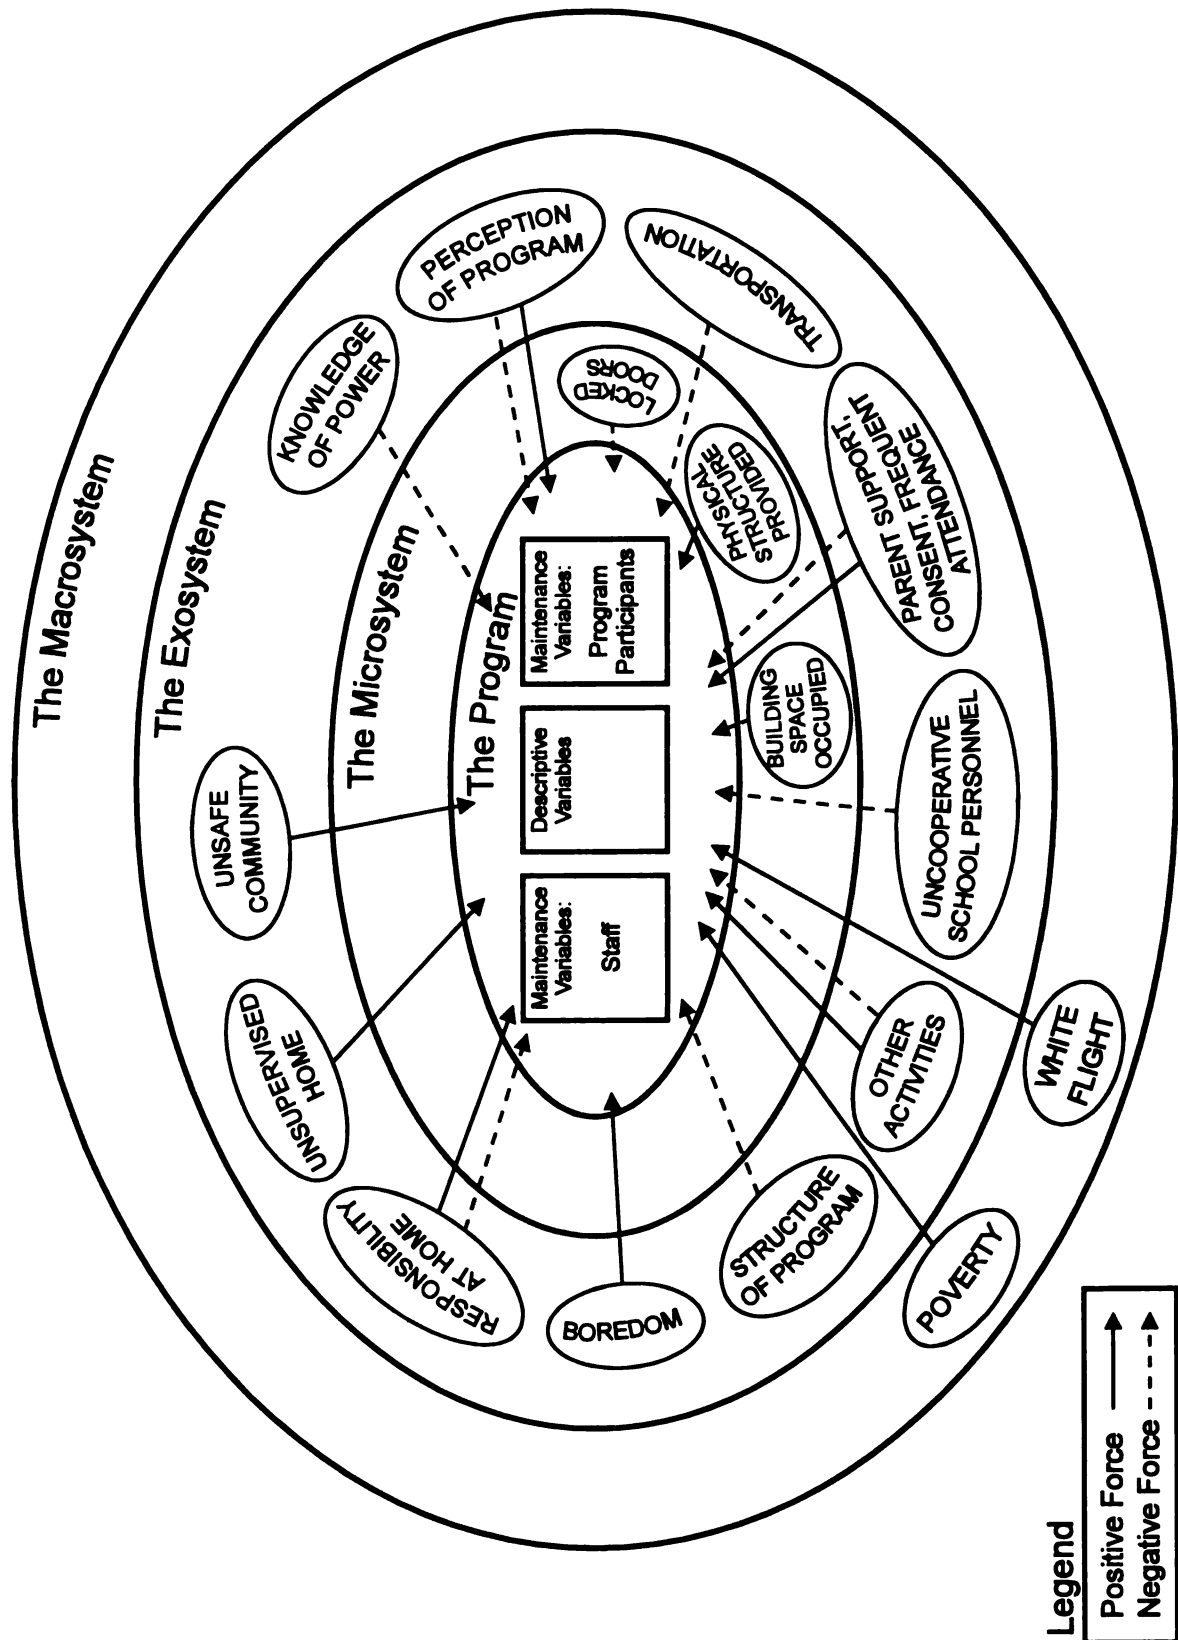 The Macrosystem
The Exosystem
The Microsystem
The Program
UNSAFE
COMMUNITY
UNSUPERVISED
HOME
RESPONSIBILITY
AT HOME
BOREDOM
STRUCTURE
OF PROGRAM
POVERTY
OTHER
ACTIVITIES
WHITE
FLIGHT
UNCOOPERATIVE
SCHOOL PERSONNEL
BUILDING
SPACE
OCCUPIED
PARENT SUPPORT,
CONSENT, FREQUENT
ATTENDANCE
PHYSICAL
STRUCTURE
PROVIDED
LOCKED
DOORS
TRANSPORTATION
PERCEPTION
OF PROGRAM
KNOWLEDGE
OF POWER
Maintenance
Variables:
Staff
Descriptive
Variables
Maintenance
Variables:
Program
Participants
Legend
Positive Force
Negative Force